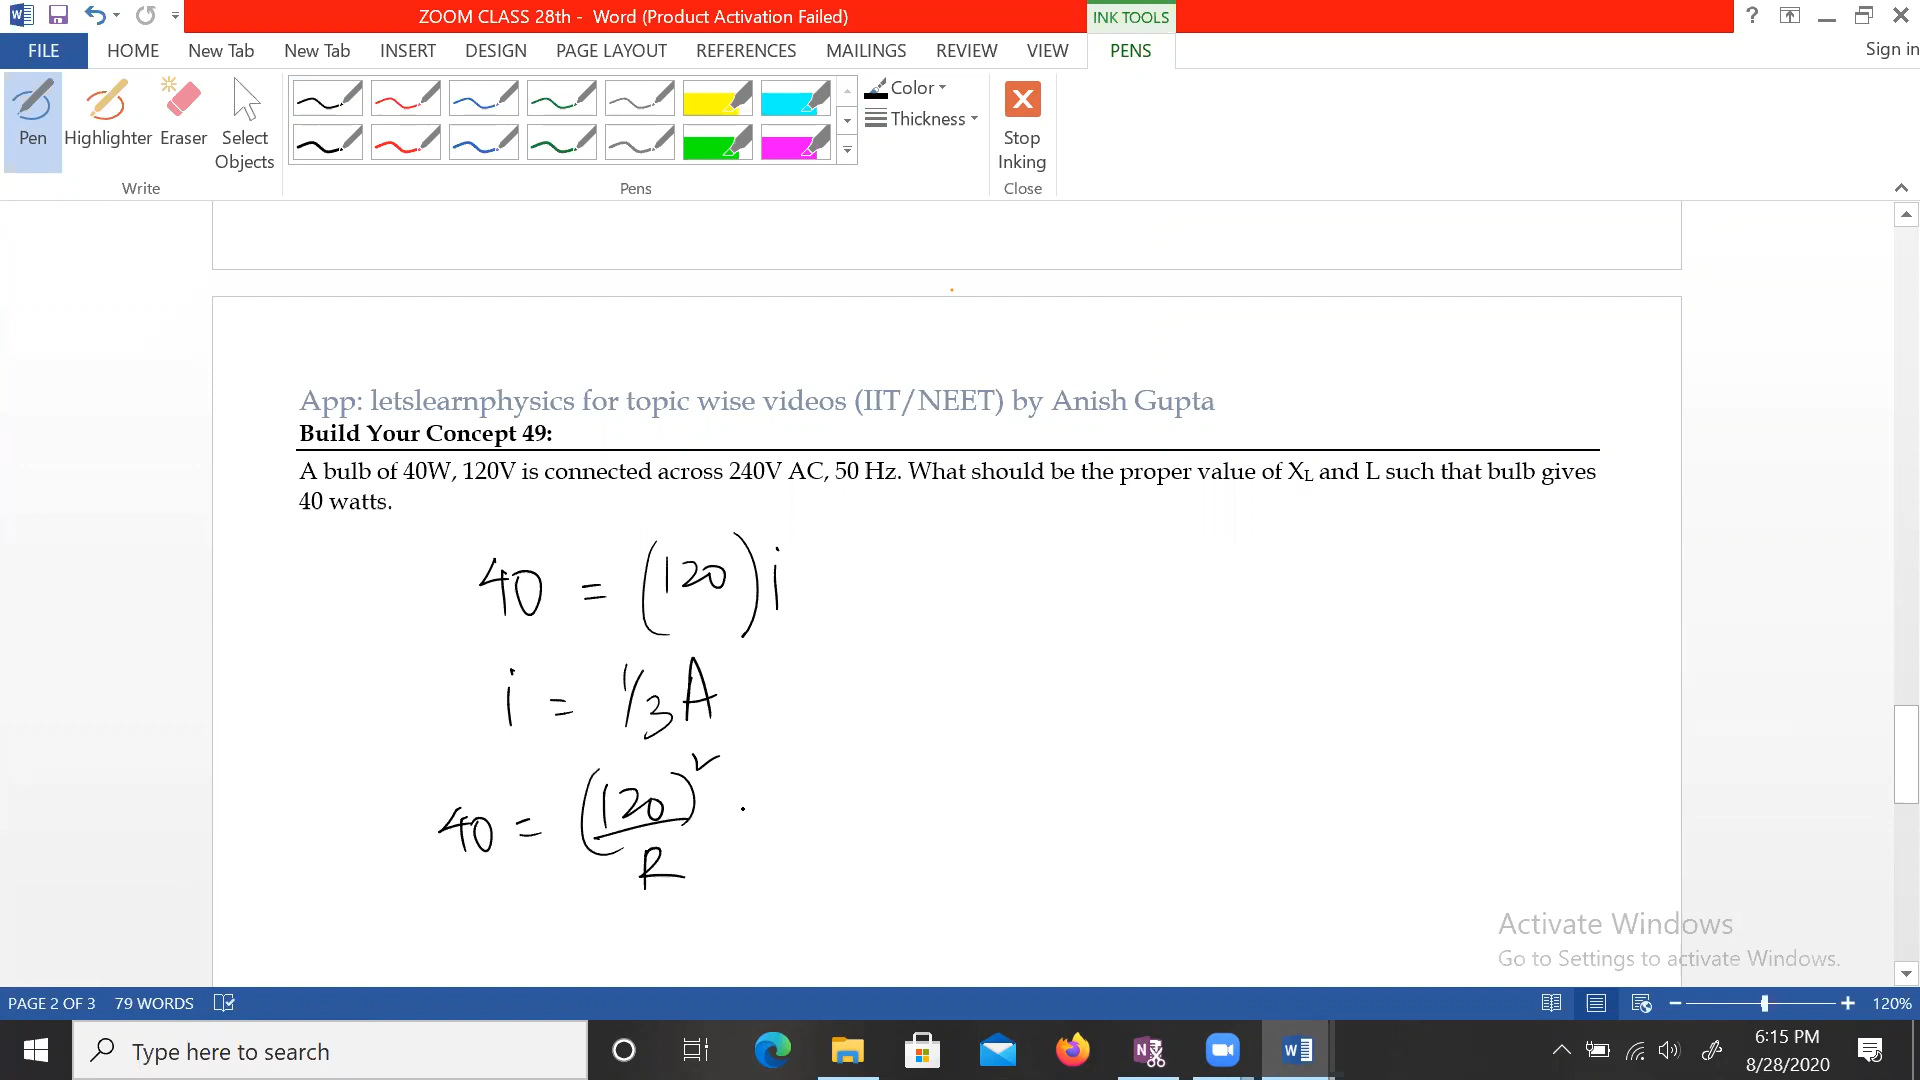 ZOOM CLASS 28th - Word (Product Activation Failed)
INK TOOLS
?
FILE HOME New Tab New Tab INSERT DESIGN PAGE LAYOUT REFERENCES MAILINGS REVIEW VIEW PENS
Sign in
Pen
Highlighter
Eraser
Select Objects
Color
Thickness
Stop Inking
Write
Pens
Close
App: letslearnphysics for topic wise videos (IIT/NEET) by Anish Gupta
Build Your Concept 49:
A bulb of 40W, 120V is connected across 240V AC, 50 Hz. What should be the proper value of XL and L such that bulb gives
40 watts.
40 = (120) i
i = 1/3 A
40 = (120)²/R
Activate Windows
Go to Settings to activate Windows.
PAGE 2 OF 3 79 WORDS
120%
Type here to search
6:15 PM
8/28/2020